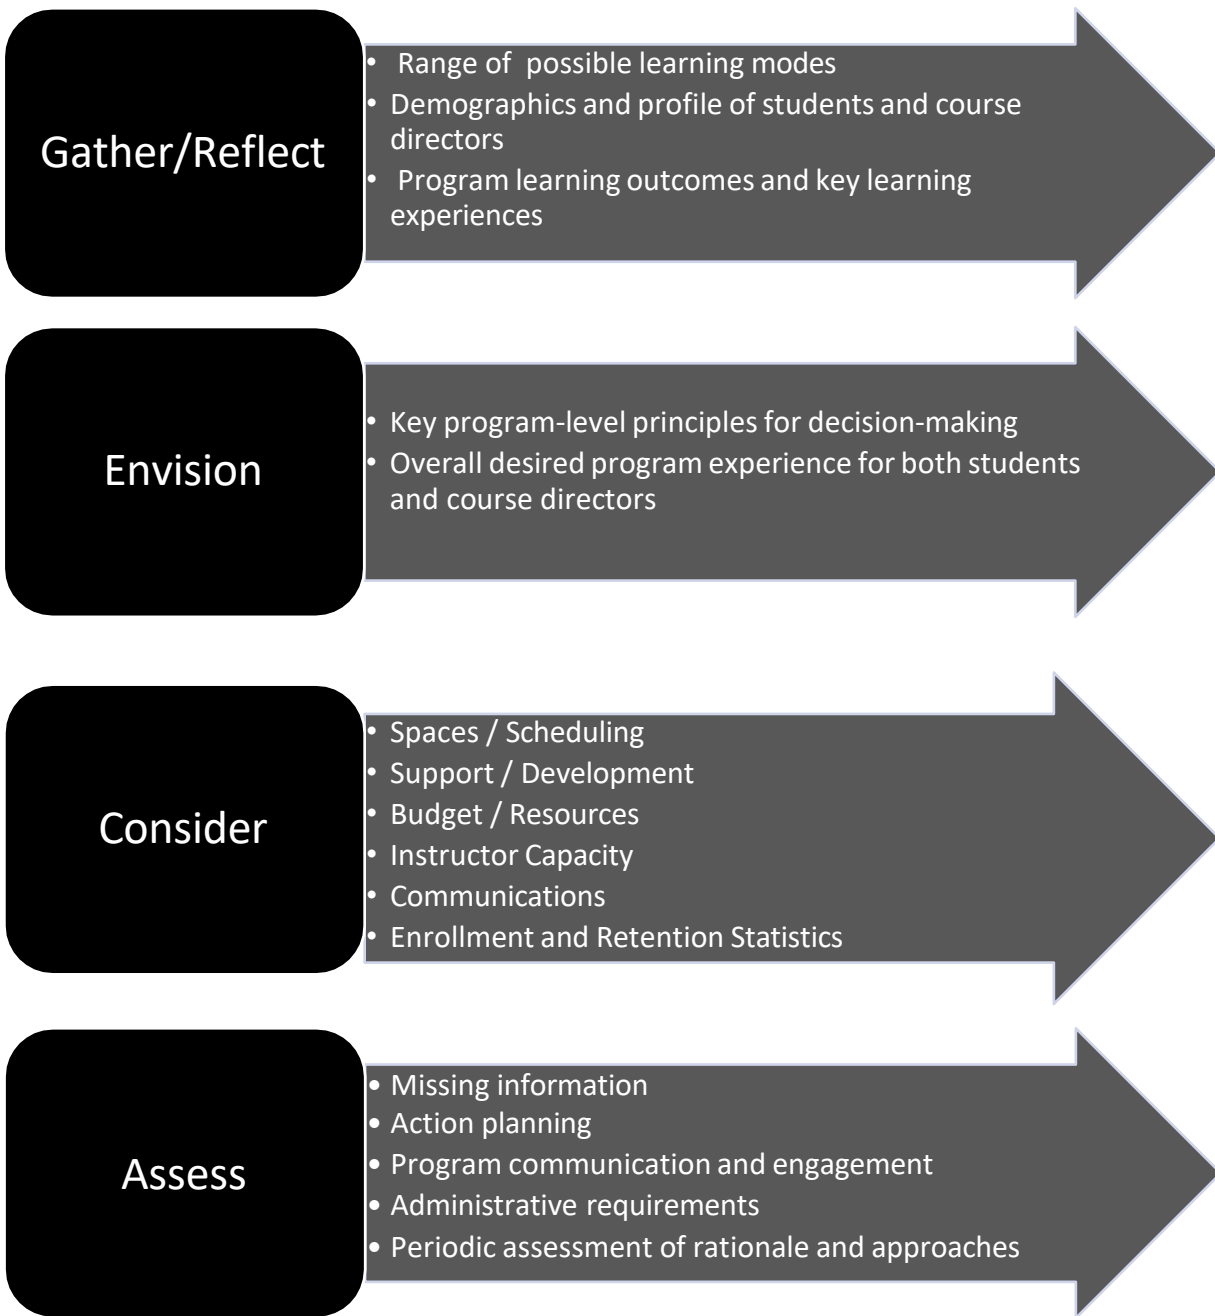 Gather/Reflect
• Range of possible learning modes
• Demographics and profile of students and course
directors
• Program learning outcomes and key learning
experiences
Envision
• Key program-level principles for decision-making
• Overall desired program experience for both students
and course directors
Consider
• Spaces / Scheduling
• Support / Development
• Budget / Resources
• Instructor Capacity
• Communications
• Enrollment and Retention Statistics
Assess
• Missing information
• Action planning
• Program communication and engagement
• Administrative requirements
• Periodic assessment of rationale and approaches